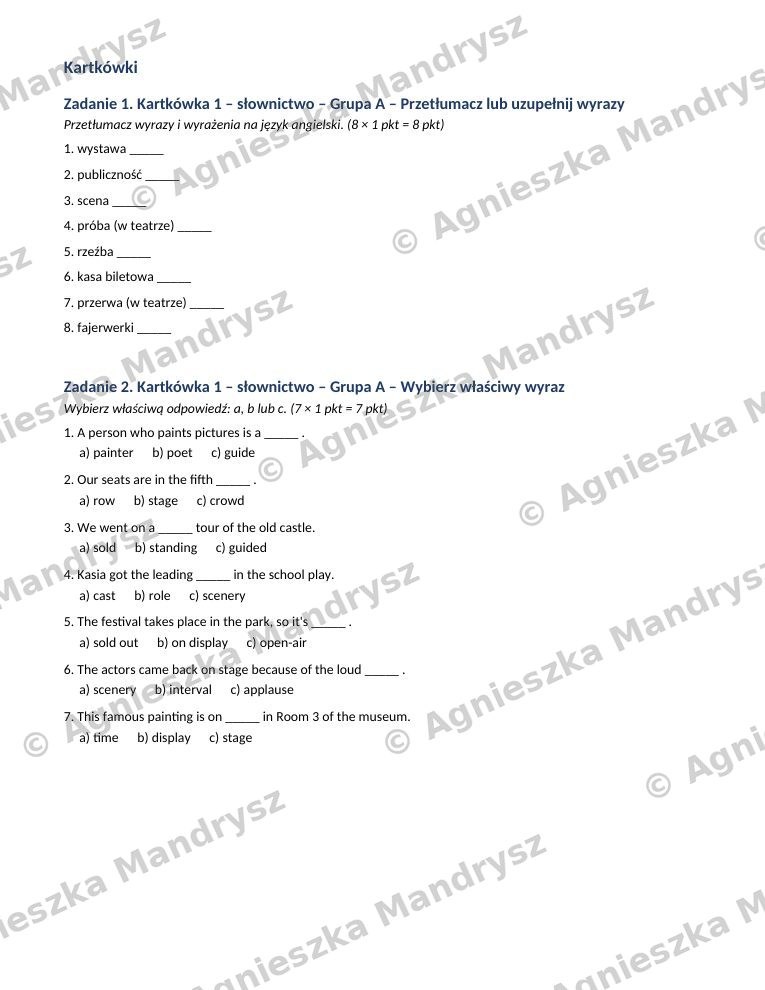 Kartkówki
Zadanie 1. Kartkówka 1 – słownictwo – Grupa A – Przetłumacz lub uzupełnij wyrazy
Przetłumacz wyrazy i wyrażenia na język angielski. (8 × 1 pkt = 8 pkt)
1. wystawa _____
2. publiczność _____
3. scena _____
4. próba (w teatrze) _____
5. rzeźba _____
6. kasa biletowa _____
7. przerwa (w teatrze) _____
8. fajerwerki _____
Zadanie 2. Kartkówka 1 – słownictwo – Grupa A – Wybierz właściwy wyraz
Wybierz właściwą odpowiedź: a, b lub c. (7 × 1 pkt = 7 pkt)
1. A person who paints pictures is a _____ .
a) painter b) poet c) guide
2. Our seats are in the fifth _____ .
a) row b) stage c) crowd
3. We went on a _____ tour of the old castle.
a) sold b) standing c) guided
4. Kasia got the leading _____ in the school play.
a) cast b) role c) scenery
5. The festival takes place in the park, so it's _____ .
a) sold out b) on display c) open-air
6. The actors came back on stage because of the loud _____ .
a) scenery b) interval c) applause
7. This famous painting is on _____ in Room 3 of the museum.
a) time b) display c) stage
© Agnieszka Mandrysz